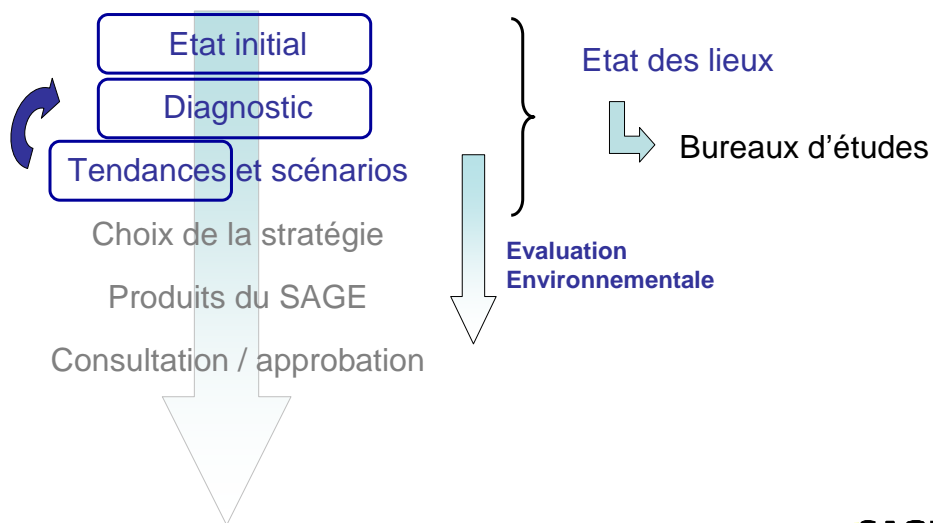 Etat initial
Diagnostic
Tendances et scénarios
Choix de la stratégie
Produits du SAGE
Consultation / approbation
Etat des lieux
Bureaux d'études
Evaluation
Environnementale